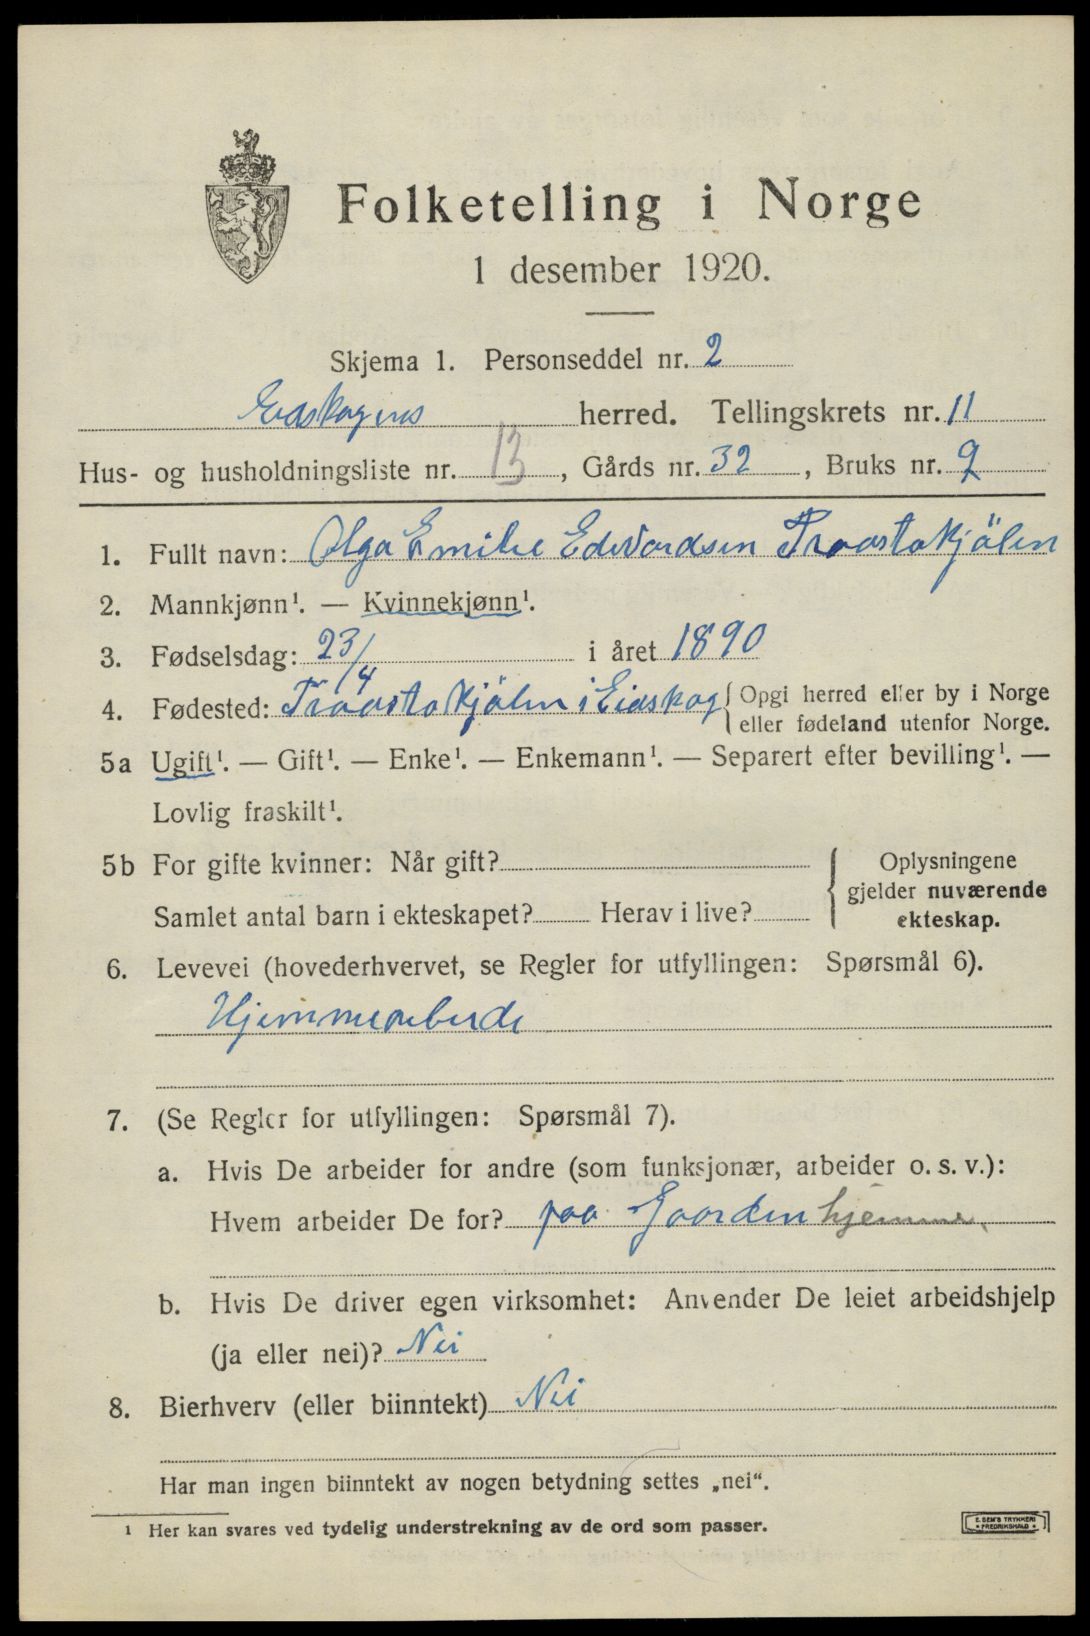 Folketelling i Norge
1 desember 1920.
Skjema 1. Personseddel nr. 2
Eidskogens herred. Tellingskrets nr. 11
Hus- og husholdningsliste nr. 13, Gårds nr. 32, Bruks nr. 2
1. Fullt navn: Olga Emilie Edvardsen Traastakjölen
2. Mannkjønn¹. — Kvinnekjønn¹.
3. Fødselsdag: 23/4 i året 1890
4. Fødested: Traastakjölen i Eidskog { Opgi herred eller by i Norge
eller fødeland utenfor Norge.
5a Ugift¹. — Gift¹. — Enke¹. — Enkemann¹. — Separert efter bevilling¹. —
Lovlig fraskilt¹.
5b For gifte kvinner: Når gift? { Oplysningene
gjelder nuværende
Samlet antal barn i ekteskapet? Herav i live? ekteskap.
6. Levevei (hovederhvervet, se Regler for utfyllingen: Spørsmål 6).
Hjemmearbeide
7. (Se Regler for utfyllingen: Spørsmål 7).
a. Hvis De arbeider for andre (som funksjonær, arbeider o. s. v.):
Hvem arbeider De for? paa Gaarden hjemme.
b. Hvis De driver egen virksomhet: Anvender De leiet arbeidshjelp
(ja eller nei)? Nei
8. Bierhverv (eller biinntekt) Nei
Har man ingen biinntekt av nogen betydning settes „nei“.
¹ Her kan svares ved tydelig understrekning av de ord som passer.
E. SEM'S TRYKKERI
• FREDRIKSHALD •